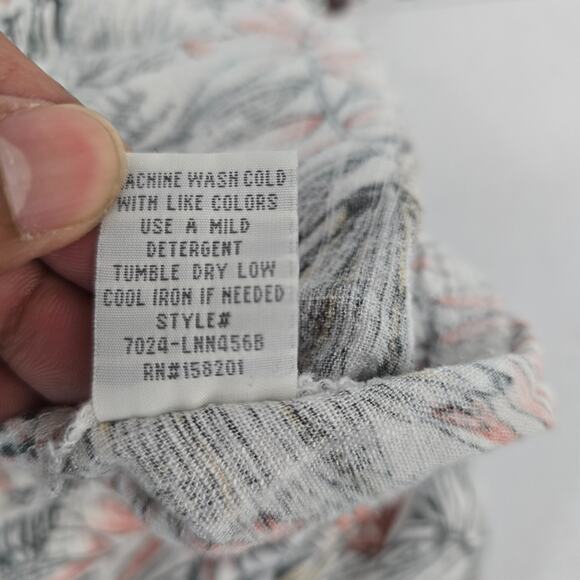 ACHINE WASH COLD
WITH LIKE COLORS
USE A MILD
DETERGENT
TUMBLE DRY LOW
COOL IRON IF NEEDED
STYLE#
7024-LNN456B
RN#158201